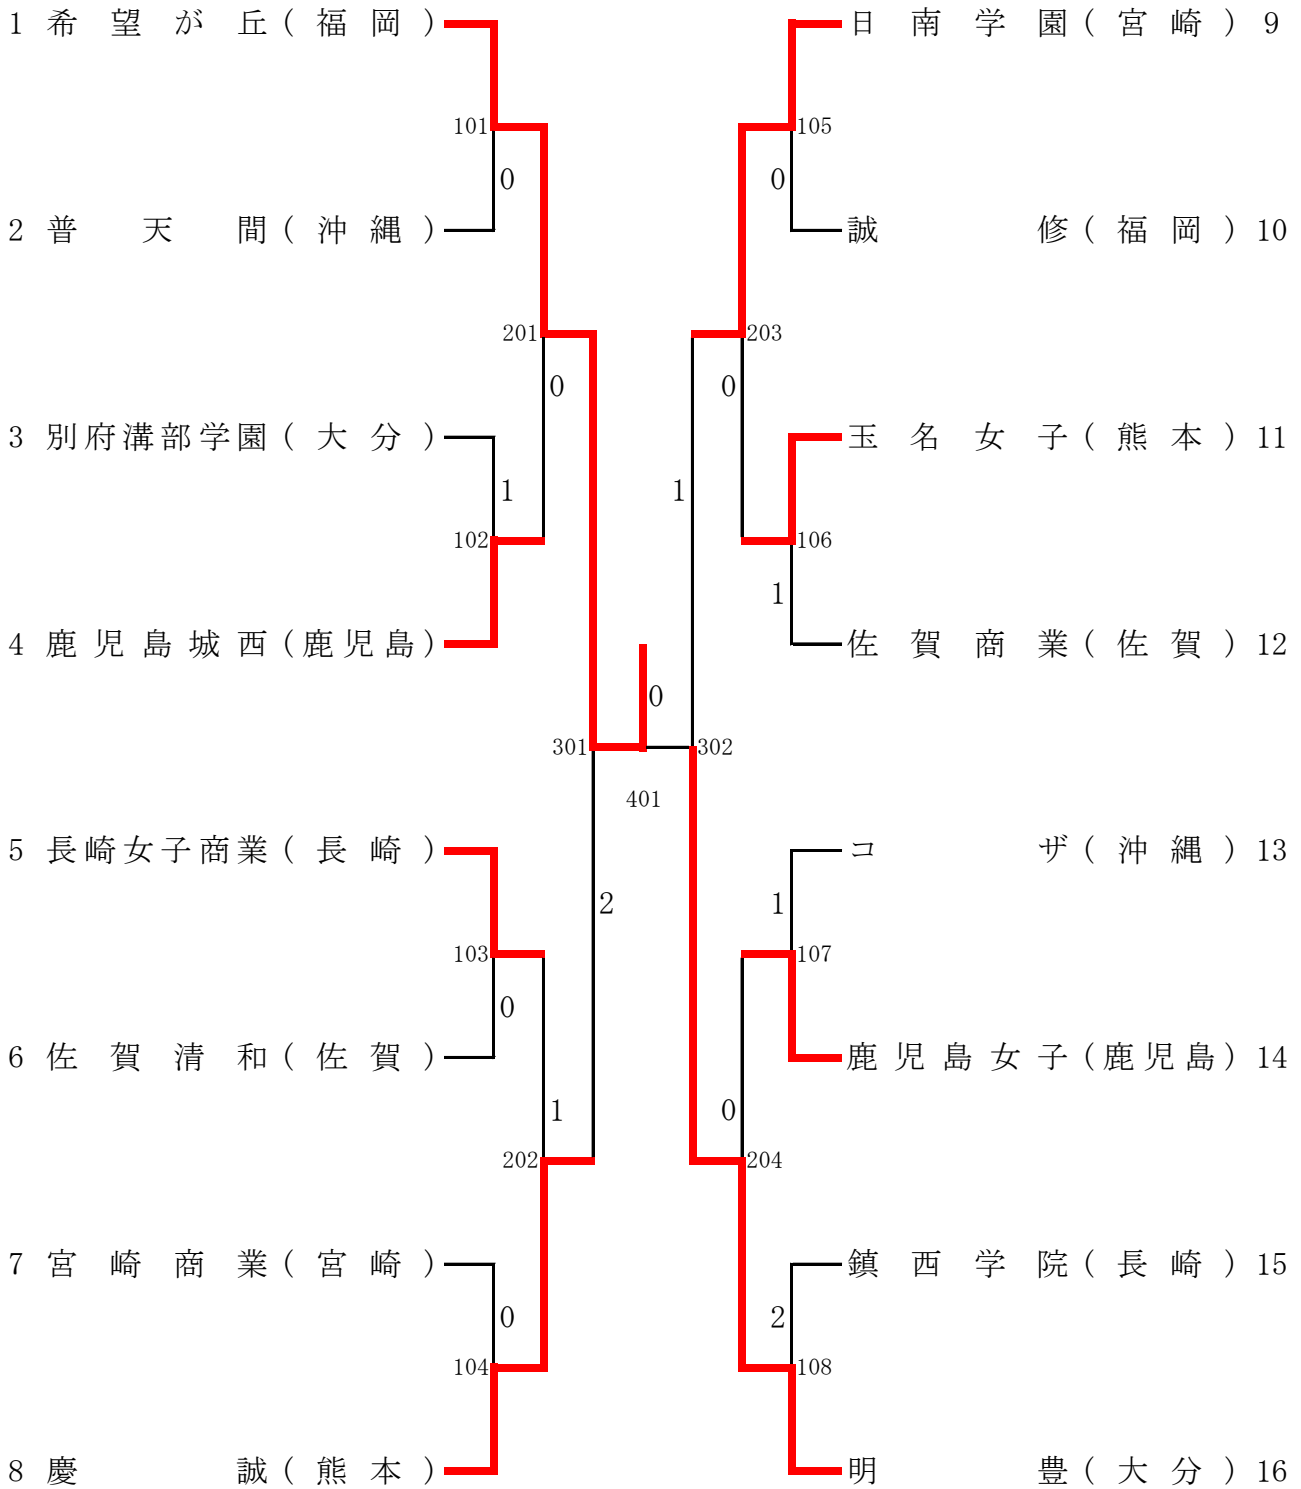 1 希望が丘(福岡)
101
0
2 普天間(沖縄)
201
0
3 別府溝部学園(大分)
1
102
4 鹿児島城西(鹿児島)
301
0
401
5 長崎女子商業(長崎)
2
103
0
6 佐賀清和(佐賀)
1
202
7 宮崎商業(宮崎)
0
104
8 慶誠(熊本)
日南学園(宮崎) 9
105
0
誠修(福岡) 10
203
0
玉名女子(熊本) 11
1
106
1
佐賀商業(佐賀) 12
302
コザ(沖縄) 13
1
107
鹿児島女子(鹿児島) 14
0
204
鎮西学院(長崎) 15
2
108
明豊(大分) 16